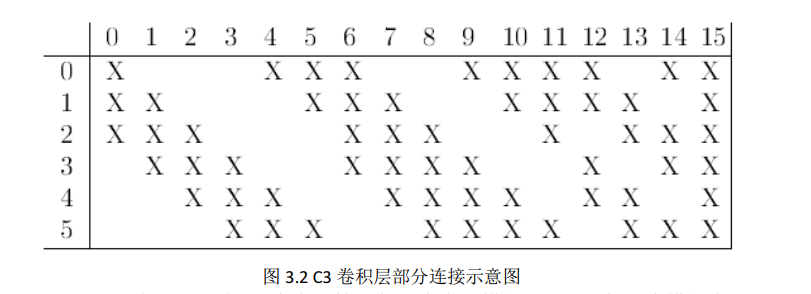 0 1 2 3 4 5 6 7 8 9 10 11 12 13 14 15
0 X X X X X X X X X X
1 X X X X X X X X X X
2 X X X X X X X X X X
3 X X X X X X X X X X
4 X X X X X X X X X X
5 X X X X X X X X X X
图 3.2 C3 卷积层部分连接示意图